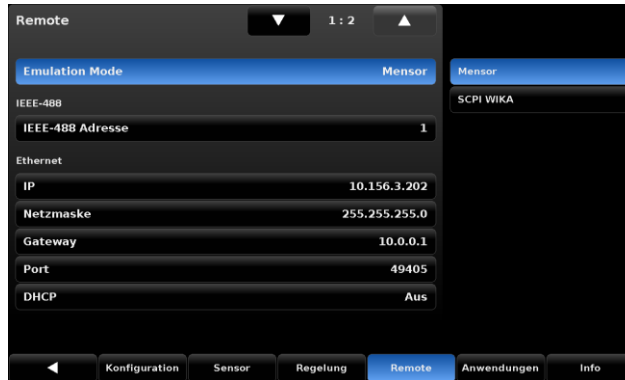 Remote 1 : 2
Emulation Mode Mensor
Mensor
IEEE-488
SCPI WIKA
IEEE-488 Adresse 1
Ethernet
IP 10.156.3.202
Netzmaske 255.255.255.0
Gateway 10.0.0.1
Port 49405
DHCP Aus
Konfiguration Sensor Regelung Remote Anwendungen Info